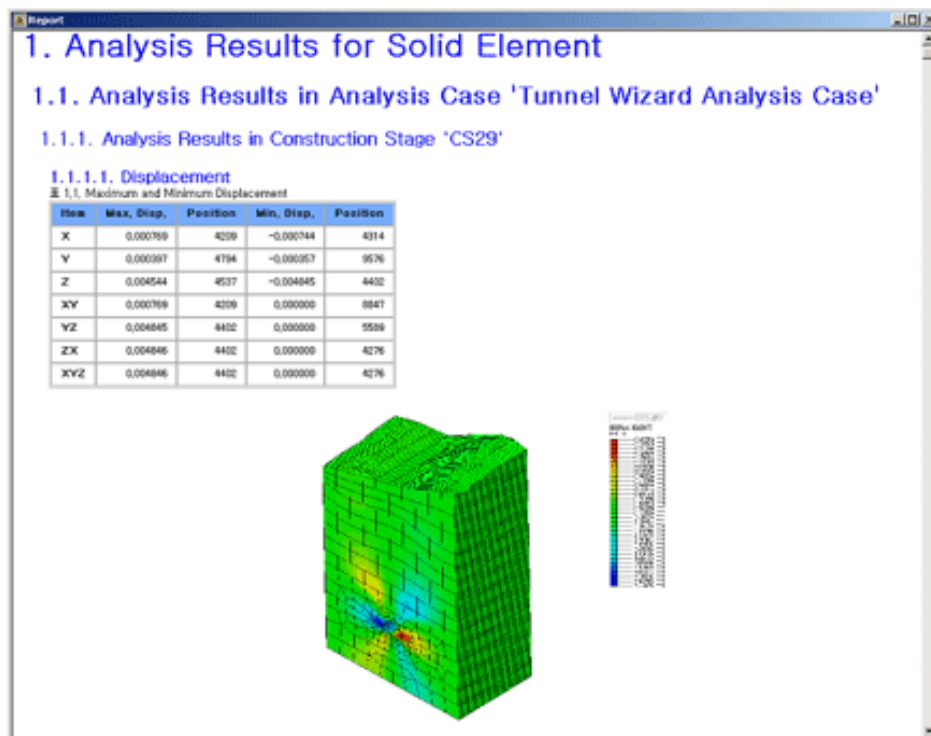 Report
1. Analysis Results for Solid Element
1.1. Analysis Results in Analysis Case 'Tunnel Wizard Analysis Case'
1.1.1. Analysis Results in Construction Stage 'CS29'
1.1.1.1. Displacement
표 1,1, Maximum and Minimum Displacement
Item Max, Disp, Position Min, Disp, Position
X 0,000769 4209 -0,000744 4314
Y 0,000397 4794 -0,000357 9576
Z 0,004544 4537 -0,004845 4402
XY 0,000769 4209 0,000000 8847
YZ 0,004845 4402 0,000000 5589
ZX 0,004846 4402 0,000000 4276
XYZ 0,004846 4402 0,000000 4276